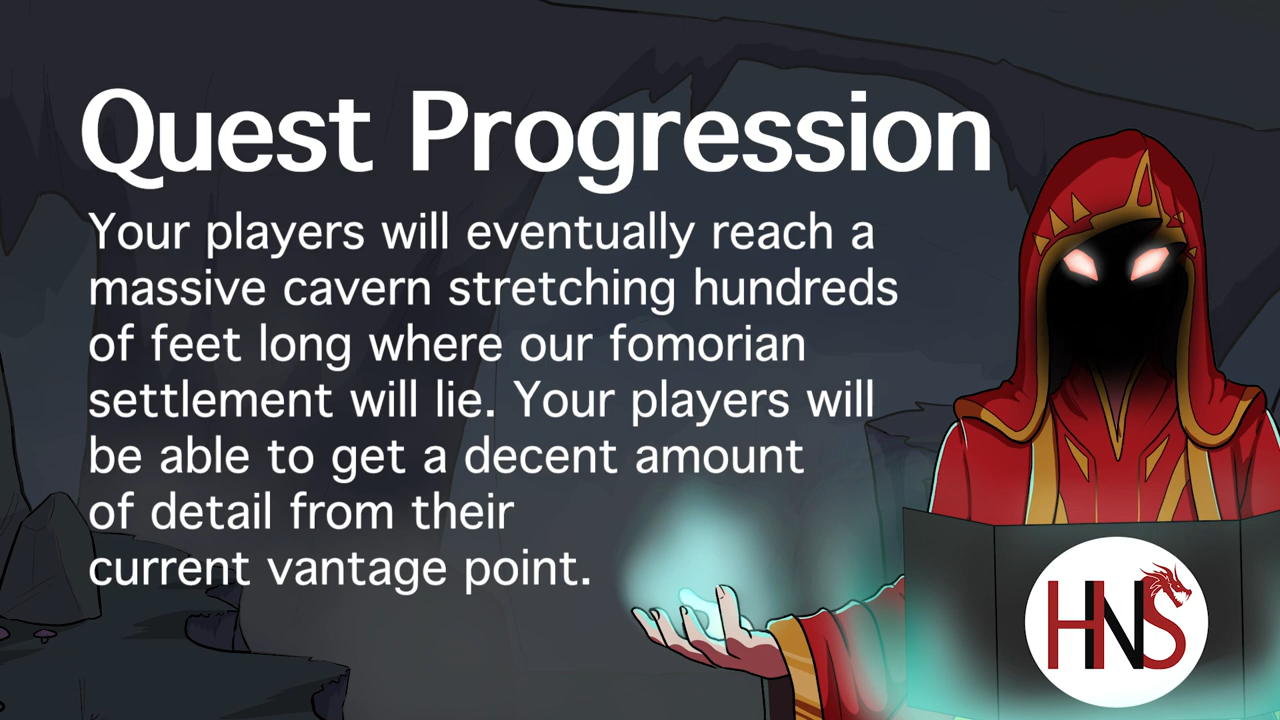 Quest Progression
Your players will eventually reach a
massive cavern stretching hundreds
of feet long where our fomorian
settlement will lie. Your players will
be able to get a decent amount
of detail from their
current vantage point.
HNS